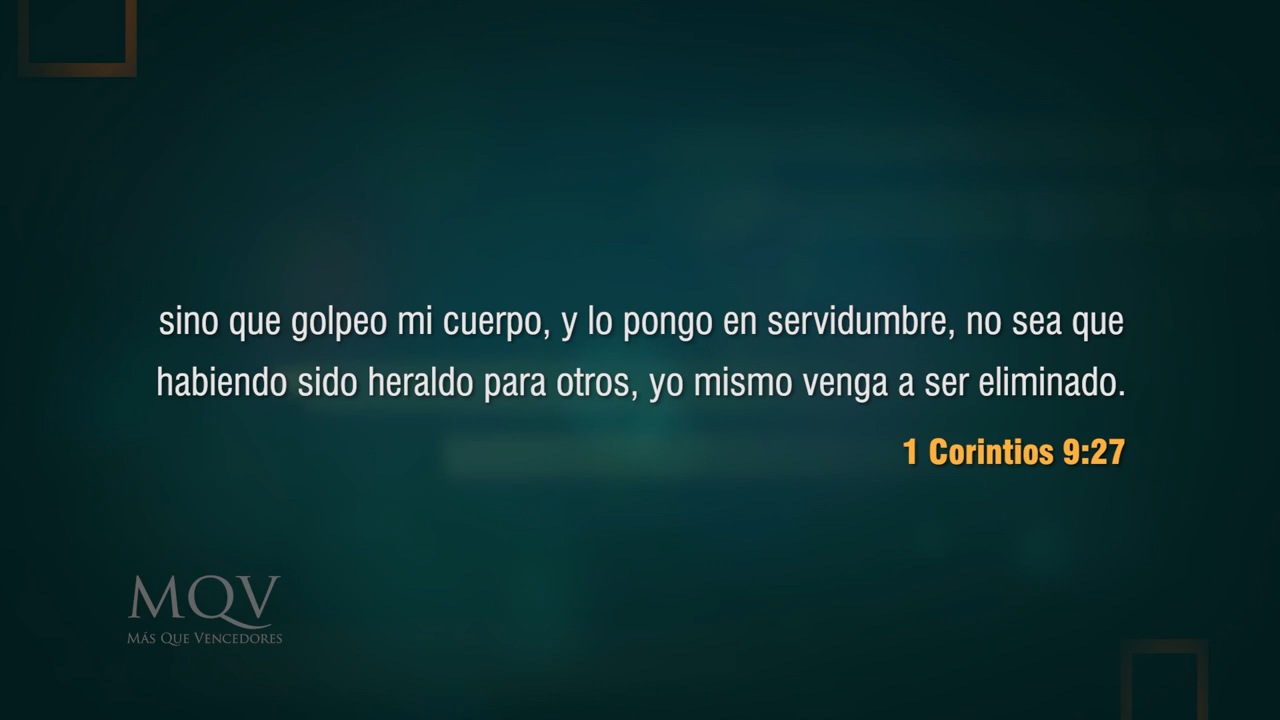 sino que golpeo mi cuerpo, y lo pongo en servidumbre, no sea que
habiendo sido heraldo para otros, yo mismo venga a ser eliminado.
1 Corintios 9:27
MQV
MÁS QUE VENCEDORES